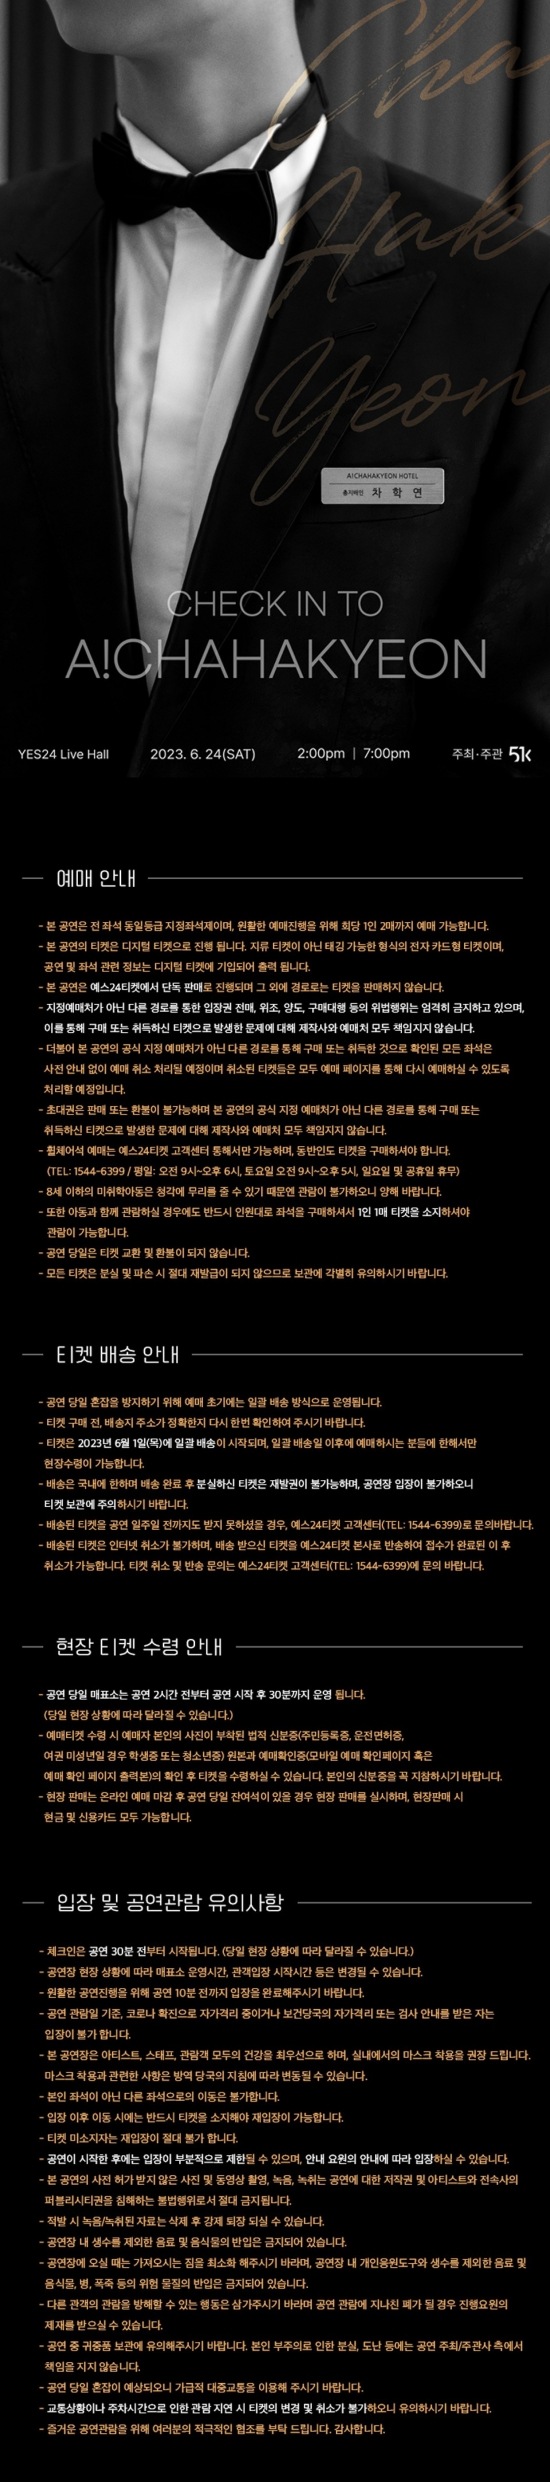 Cha
Hak
Yeon
A!CHAHAKYEON HOTEL
총지배인 차 학 연
CHECK IN TO
A!CHAHAKYEON
YES24 Live Hall 2023. 6. 24(SAT) 2:00pm | 7:00pm 주최·주관 51k
예매 안내
- 본 공연은 전 좌석 동일등급 지정좌석제이며, 원활한 예매진행을 위해 회당 1인 2매까지 예매 가능합니다.
- 본 공연의 티켓은 디지털 티켓으로 진행 됩니다. 지류 티켓이 아닌 태깅 가능한 형식의 전자 카드형 티켓이며,
공연 및 좌석 관련 정보는 디지털 티켓에 기입되어 출력 됩니다.
- 본 공연은 예스24티켓에서 단독 판매로 진행되며 그 외에 경로로는 티켓을 판매하지 않습니다.
- 지정예매처가 아닌 다른 경로를 통한 입장권 전매, 위조, 양도, 구매대행 등의 위법행위는 엄격히 금지하고 있으며,
이를 통해 구매 또는 취득하신 티켓으로 발생한 문제에 대해 제작사와 예매처 모두 책임지지 않습니다.
- 더불어 본 공연의 공식 지정 예매처가 아닌 다른 경로를 통해 구매 또는 취득한 것으로 확인된 모든 좌석은
사전 안내 없이 예매 취소 처리될 예정이며 취소된 티켓들은 모두 예매 페이지를 통해 다시 예매하실 수 있도록
처리할 예정입니다.
- 초대권은 판매 또는 환불이 불가능하며 본 공연의 공식 지정 예매처가 아닌 다른 경로를 통해 구매 또는
취득하신 티켓으로 발생한 문제에 대해 제작사와 예매처 모두 책임지지 않습니다.
- 휠체어석 예매는 예스24티켓 고객센터 통해서만 가능하며, 동반인도 티켓을 구매하셔야 합니다.
(TEL: 1544-6399 / 평일: 오전 9시~오후 6시, 토요일 오전 9시~오후 5시, 일요일 및 공휴일 휴무)
- 8세 이하의 미취학아동은 청각에 무리를 줄 수 있기 때문엔 관람이 불가하오니 양해 바랍니다.
- 또한 아동과 함께 관람하실 경우에도 반드시 인원대로 좌석을 구매하셔서 1인 1매 티켓을 소지하셔야
관람이 가능합니다.
- 공연 당일은 티켓 교환 및 환불이 되지 않습니다.
- 모든 티켓은 분실 및 파손 시 절대 재발급이 되지 않으므로 보관에 각별히 유의하시기 바랍니다.
티켓 배송 안내
- 공연 당일 혼잡을 방지하기 위해 예매 초기에는 일괄 배송 방식으로 운영됩니다.
- 티켓 구매 전, 배송지 주소가 정확한지 다시 한번 확인하여 주시기 바랍니다.
- 티켓은 2023년 6월 1일(목)에 일괄 배송이 시작되며, 일괄 배송일 이후에 예매하시는 분들에 한해서만
현장수령이 가능합니다.
- 배송은 국내에 한하며 배송 완료 후 분실하신 티켓은 재발권이 불가능하며, 공연장 입장이 불가하오니
티켓 보관에 주의하시기 바랍니다.
- 배송된 티켓을 공연 일주일 전까지도 받지 못하셨을 경우, 예스24티켓 고객센터(TEL: 1544-6399)로 문의바랍니다.
- 배송된 티켓은 인터넷 취소가 불가하며, 배송 받으신 티켓을 예스24티켓 본사로 반송하여 접수가 완료된 이 후
취소가 가능합니다. 티켓 취소 및 반송 문의는 예스24티켓 고객센터(TEL: 1544-6399)에 문의 바랍니다.
현장 티켓 수령 안내
- 공연 당일 매표소는 공연 2시간 전부터 공연 시작 후 30분까지 운영 됩니다.
(당일 현장 상황에 따라 달라질 수 있습니다.)
- 예매티켓 수령 시 예매자 본인의 사진이 부착된 법적 신분증(주민등록증, 운전면허증,
여권 미성년일 경우 학생증 또는 청소년증) 원본과 예매확인증(모바일 예매 확인페이지 혹은
예매 확인 페이지 출력본)의 확인 후 티켓을 수령하실 수 있습니다. 본인의 신분증을 꼭 지참하시기 바랍니다.
- 현장 판매는 온라인 예매 마감 후 공연 당일 잔여석이 있을 경우 현장 판매를 실시하며, 현장판매 시
현금 및 신용카드 모두 가능합니다.
입장 및 공연관람 유의사항
- 체크인은 공연 30분 전부터 시작됩니다. (당일 현장 상황에 따라 달라질 수 있습니다.)
- 공연장 현장 상황에 따라 매표소 운영시간, 관객입장 시작시간 등은 변경될 수 있습니다.
- 원활한 공연진행을 위해 공연 10분 전까지 입장을 완료해주시기 바랍니다.
- 공연 관람일 기준, 코로나 확진으로 자가격리 중이거나 보건당국의 자가격리 또는 검사 안내를 받은 자는
입장이 불가 합니다.
- 본 공연장은 아티스트, 스태프, 관람객 모두의 건강을 최우선으로 하며, 실내에서의 마스크 착용을 권장 드립니다.
마스크 착용과 관련한 사항은 방역 당국의 지침에 따라 변동될 수 있습니다.
- 본인 좌석이 아닌 다른 좌석으로의 이동은 불가합니다.
- 입장 이후 이동 시에는 반드시 티켓을 소지해야 재입장이 가능합니다.
- 티켓 미소지자는 재입장이 절대 불가 합니다.
- 공연이 시작한 후에는 입장이 부분적으로 제한될 수 있으며, 안내 요원의 안내에 따라 입장하실 수 있습니다.
- 본 공연의 사전 허가 받지 않은 사진 및 동영상 촬영, 녹음, 녹취는 공연에 대한 저작권 및 아티스트와 전속사의
퍼블리시티권을 침해하는 불법행위로서 절대 금지됩니다.
- 적발 시 녹음/녹취된 자료는 삭제 후 강제 퇴장 되실 수 있습니다.
- 공연장 내 생수를 제외한 음료 및 음식물의 반입은 금지되어 있습니다.
- 공연장에 오실 때는 가져오시는 짐을 최소화 해주시기 바라며, 공연장 내 개인응원도구와 생수를 제외한 음료 및
음식물, 병, 폭죽 등의 위험 물질의 반입은 금지되어 있습니다.
- 다른 관객의 관람을 방해할 수 있는 행동은 삼가주시기 바라며 공연 관람에 지나친 폐가 될 경우 진행요원의
제재를 받으실 수 있습니다.
- 공연 중 귀중품 보관에 유의해주시기 바랍니다. 본인 부주의로 인한 분실, 도난 등에는 공연 주최/주관사 측에서
책임을 지지 않습니다.
- 공연 당일 혼잡이 예상되오니 가급적 대중교통을 이용해 주시기 바랍니다.
- 교통상황이나 주차시간으로 인한 관람 지연 시 티켓의 변경 및 취소가 불가하오니 유의하시기 바랍니다.
- 즐거운 공연관람을 위해 여러분의 적극적인 협조를 부탁 드립니다. 감사합니다.